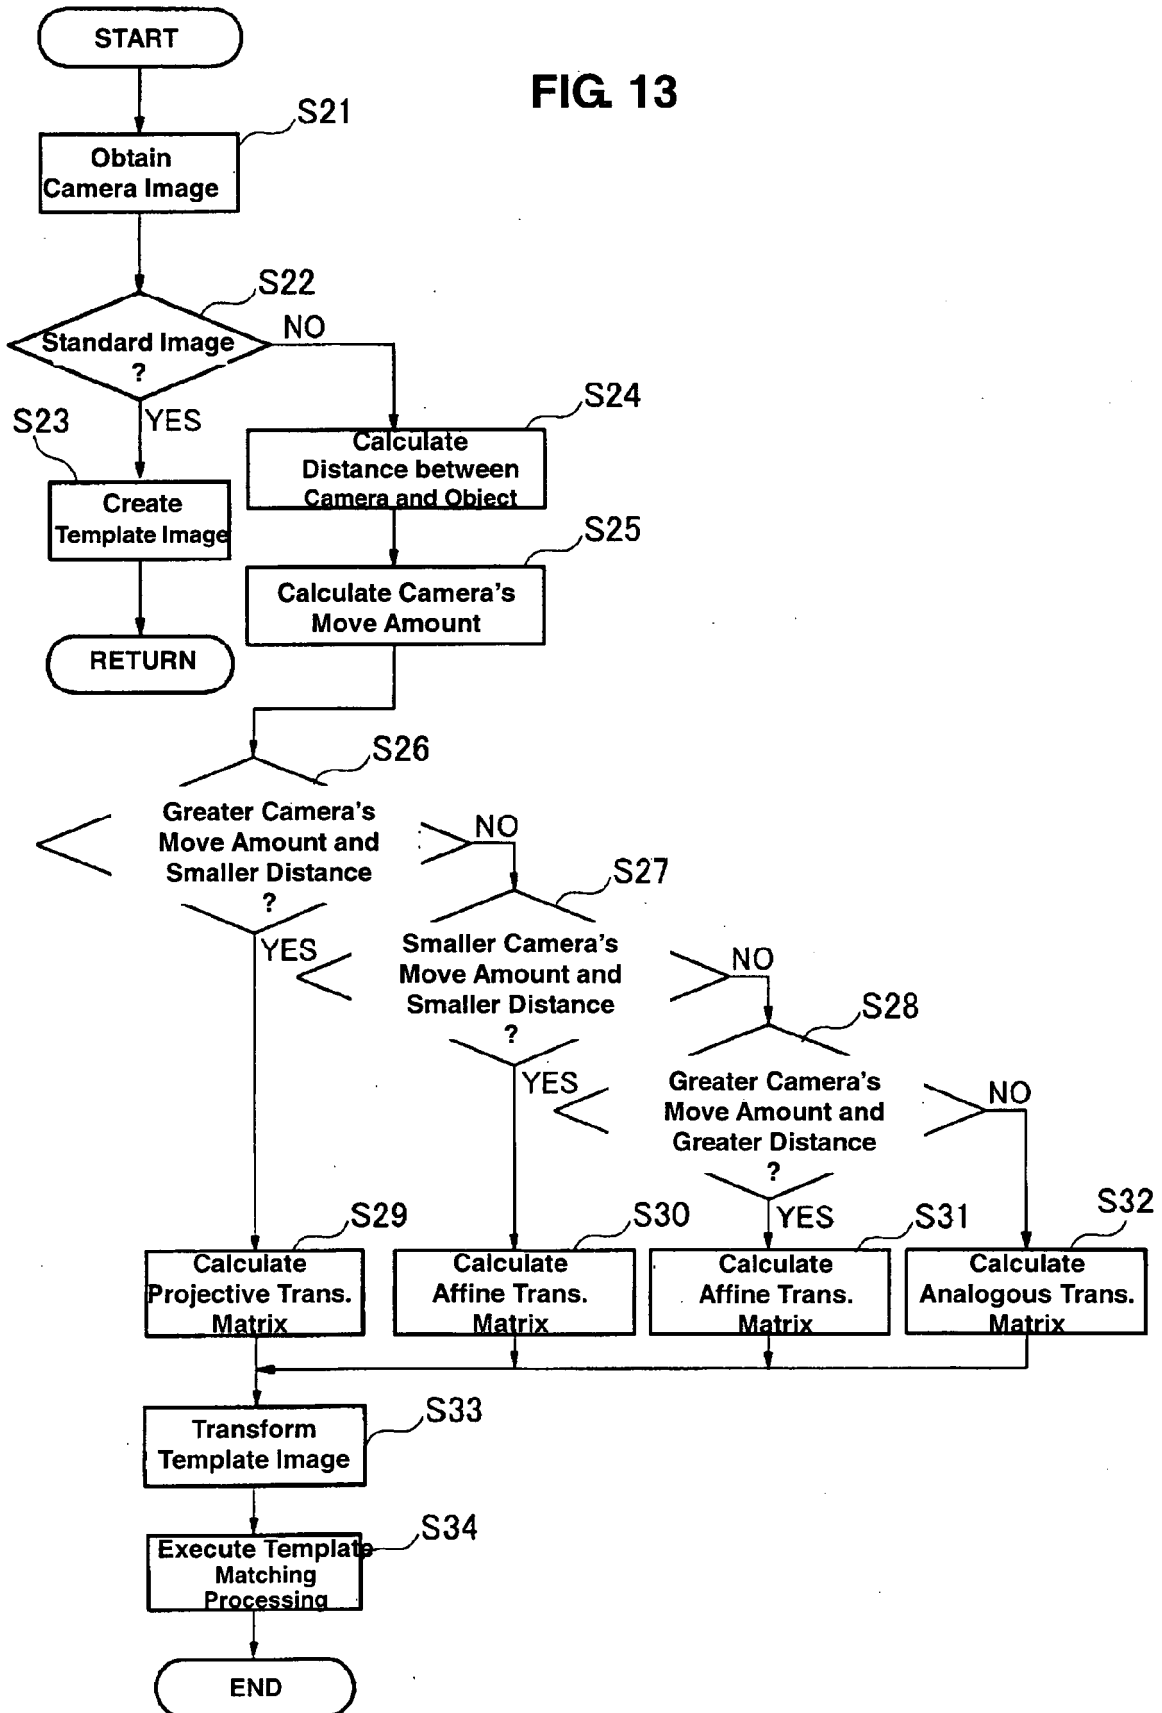 START
FIG. 13
S21
Obtain
Camera Image
S22
Standard Image
?
NO
YES
S23
Create
Template Image
RETURN
S24
Calculate
Distance between
Camera and Object
S25
Calculate Camera's
Move Amount
S26
Greater Camera's
Move Amount and
Smaller Distance
?
NO
YES
S27
Smaller Camera's
Move Amount and
Smaller Distance
?
NO
YES
S28
Greater Camera's
Move Amount and
Greater Distance
?
NO
YES
S29
Calculate
Projective Trans.
Matrix
S30
Calculate
Affine Trans.
Matrix
S31
Calculate
Affine Trans.
Matrix
S32
Calculate
Analogous Trans.
Matrix
S33
Transform
Template Image
S34
Execute Template
Matching
Processing
END